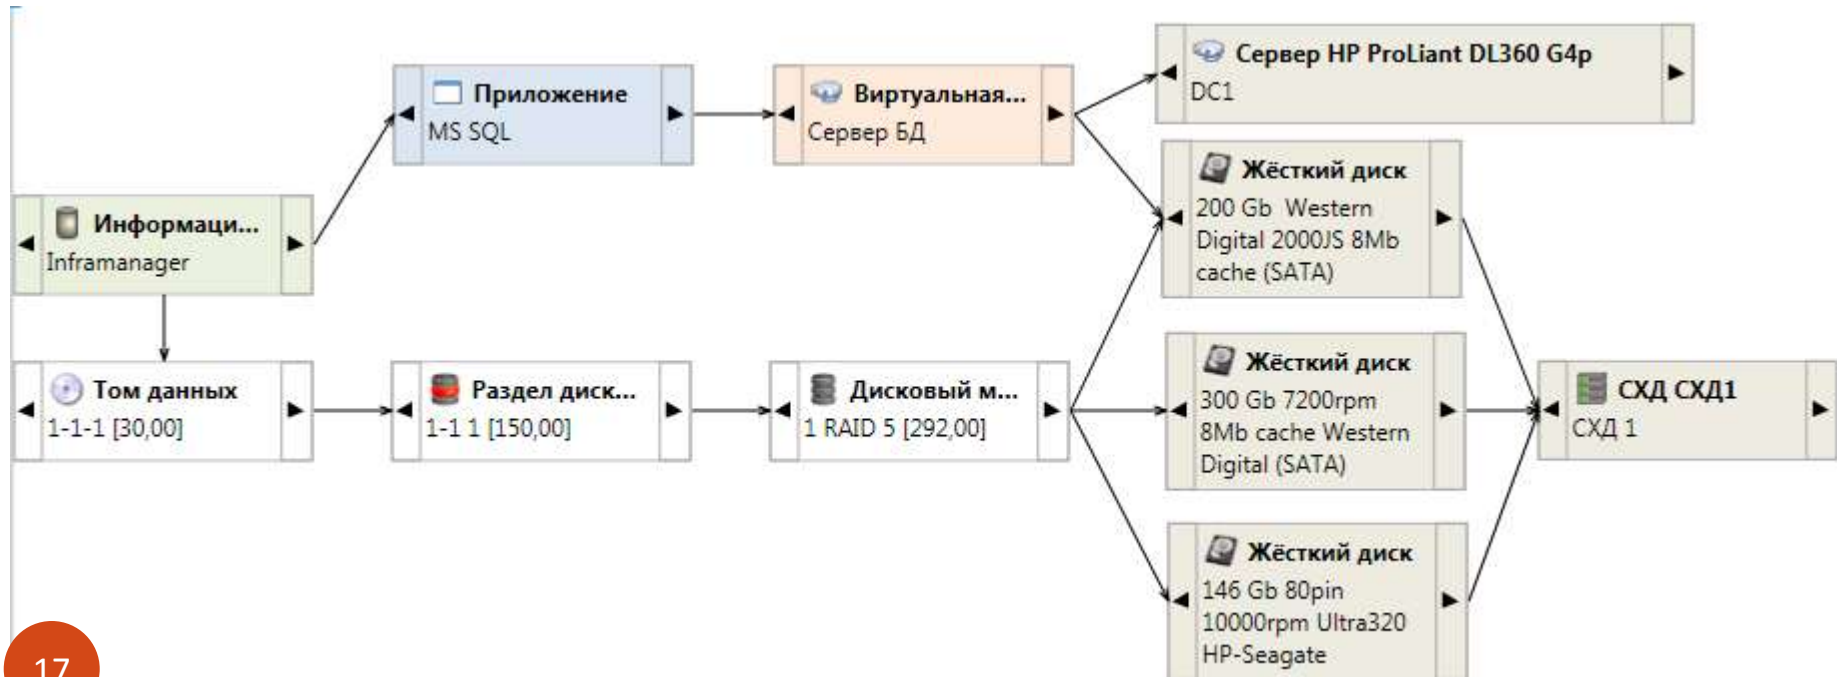 Сервер HP ProLiant DL360 G4p
DC1
Приложение
MS SQL
Виртуальная...
Сервер БД
Жёсткий диск
200 Gb Western
Digital 2000JS 8Mb
cache (SATA)
Информаци...
Inframanager
Том данных
1-1-1 [30,00]
Раздел диск...
1-1 1 [150,00]
Дисковый м...
1 RAID 5 [292,00]
Жёсткий диск
300 Gb 7200rpm
8Mb cache Western
Digital (SATA)
СХД СХД1
СХД 1
Жёсткий диск
146 Gb 80pin
10000rpm Ultra320
HP-Seagate
17